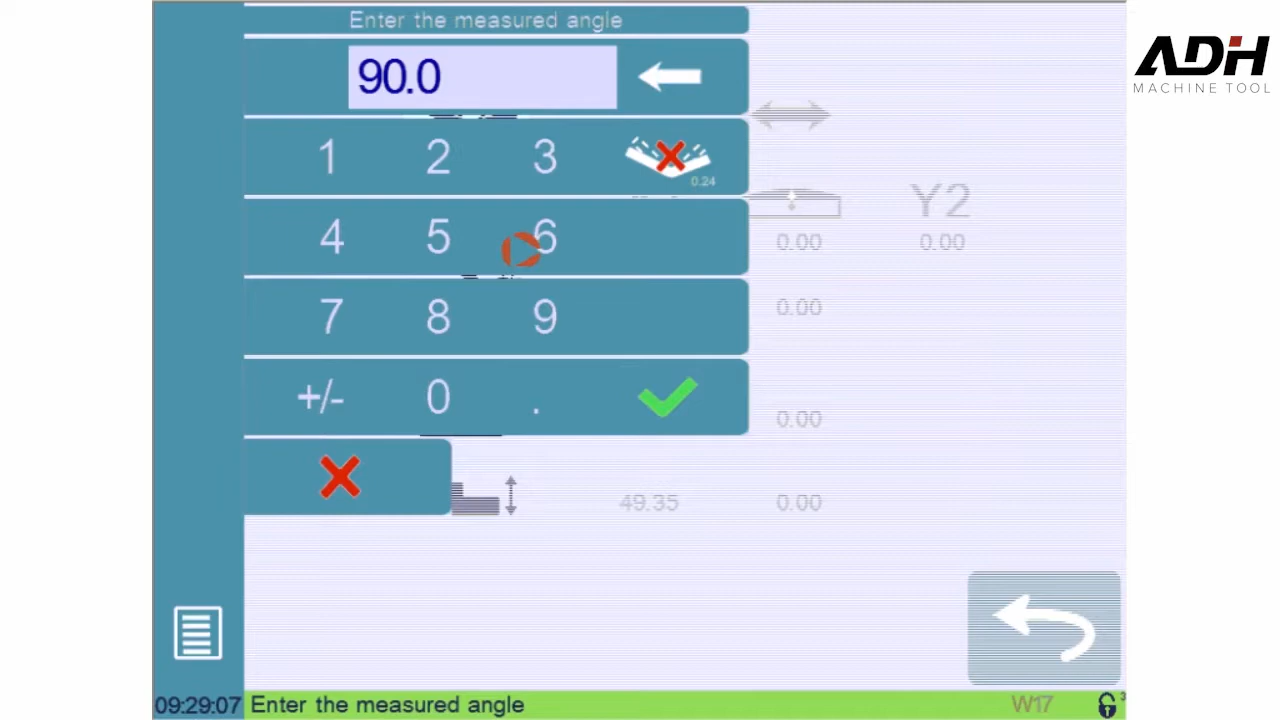 Enter the measured angle
90.0
ADH
MACHINE TOOL
1 2 3
0.24
4 5 6
Y2
0.00 0.00
7 8 9
0.00
+/- 0 .
0.00
49.35 0.00
09:29:07 Enter the measured angle W17 3